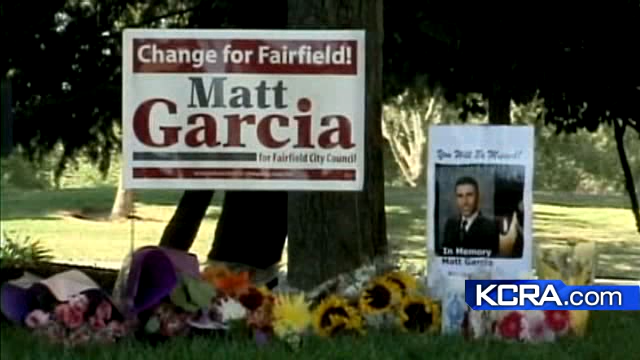 Change for Fairfield!
Matt
Garcia
for Fairfield City Council
You Will Be Missed!
In Memory
Matt Garcia
KCRA.com